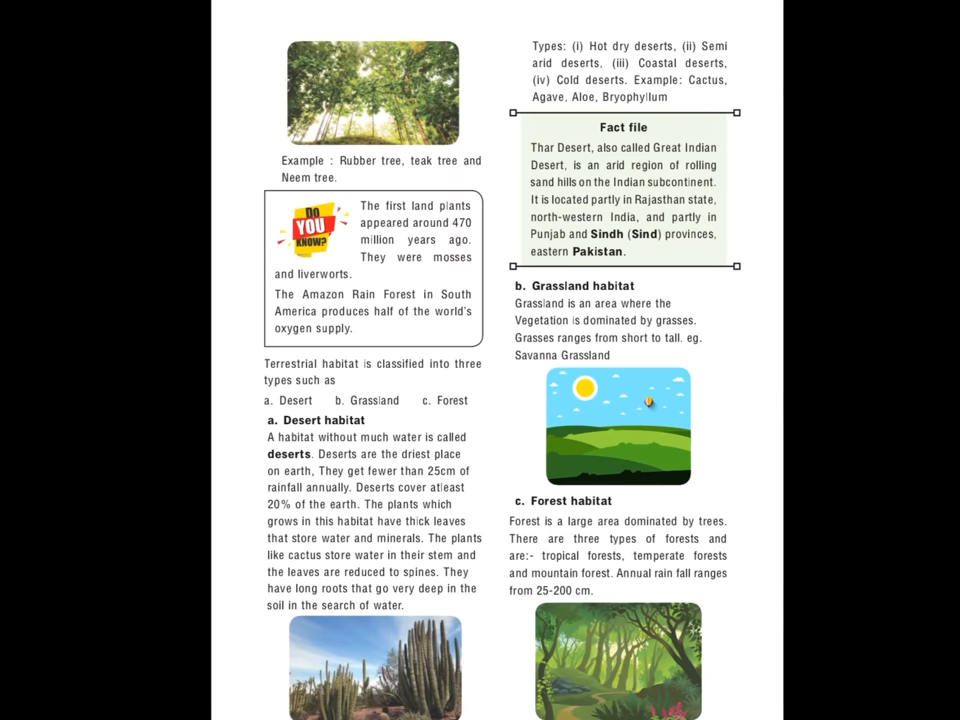 Example : Rubber tree, teak tree and
Neem tree.
DO
YOU
KNOW?
The first land plants
appeared around 470
million years ago.
They were mosses
and liverworts.
The Amazon Rain Forest in South
America produces half of the world's
oxygen supply.
Terrestrial habitat is classified into three
types such as
a. Desert b. Grassland c. Forest
a. Desert habitat
A habitat without much water is called
deserts. Deserts are the driest place
on earth, They get fewer than 25cm of
rainfall annually. Deserts cover atleast
20% of the earth. The plants which
grows in this habitat have thick leaves
that store water and minerals. The plants
like cactus store water in their stem and
the leaves are reduced to spines. They
have long roots that go very deep in the
soil in the search of water.
Types: (i) Hot dry deserts, (ii) Semi
arid deserts, (iii) Coastal deserts,
(iv) Cold deserts. Example: Cactus,
Agave, Aloe, Bryophyllum
Fact file
Thar Desert, also called Great Indian
Desert, is an arid region of rolling
sand hills on the Indian subcontinent.
It is located partly in Rajasthan state,
north-western India, and partly in
Punjab and Sindh (Sind) provinces,
eastern Pakistan.
b. Grassland habitat
Grassland is an area where the
Vegetation is dominated by grasses.
Grasses ranges from short to tall. eg.
Savanna Grassland
c. Forest habitat
Forest is a large area dominated by trees.
There are three types of forests and
are:- tropical forests, temperate forests
and mountain forest. Annual rain fall ranges
from 25-200 cm.